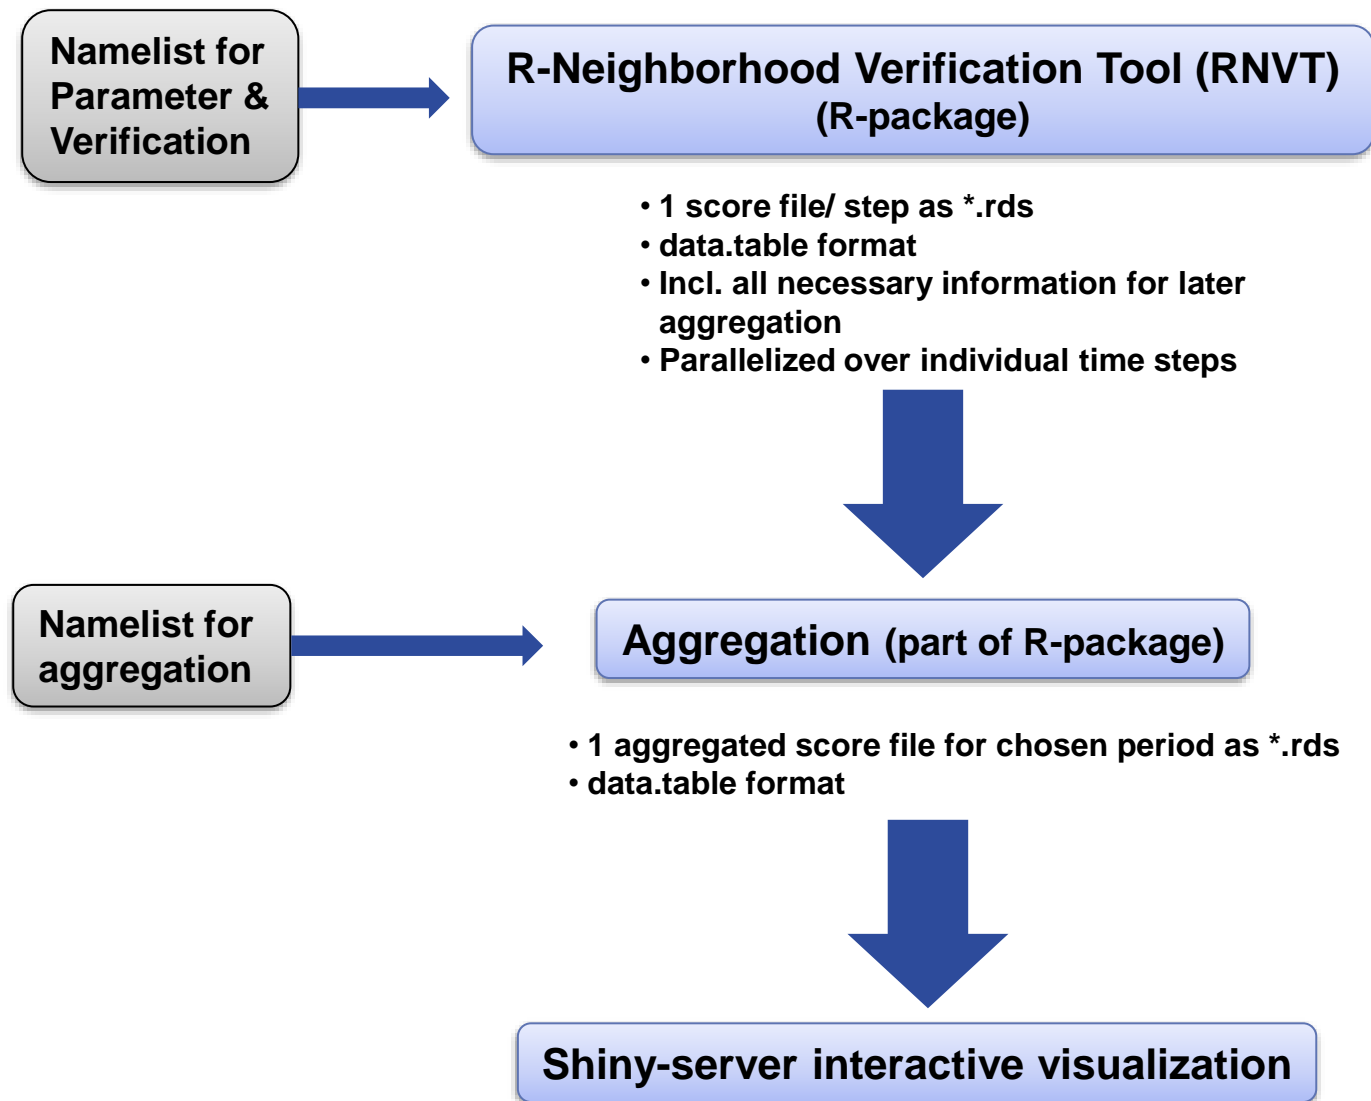 Namelist for
Parameter &
Verification
R-Neighborhood Verification Tool (RNVT)
(R-package)
• 1 score file/ step as *.rds
• data.table format
• Incl. all necessary information for later
aggregation
• Parallelized over individual time steps
Namelist for
aggregation
Aggregation (part of R-package)
• 1 aggregated score file for chosen period as *.rds
• data.table format
Shiny-server interactive visualization